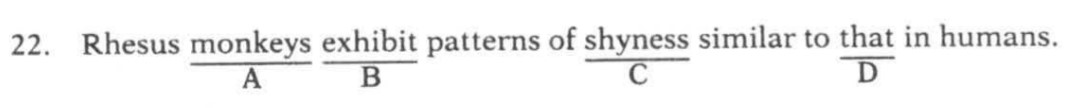 22. Rhesus monkeys exhibit patterns of shyness similar to that in humans.
A B C D